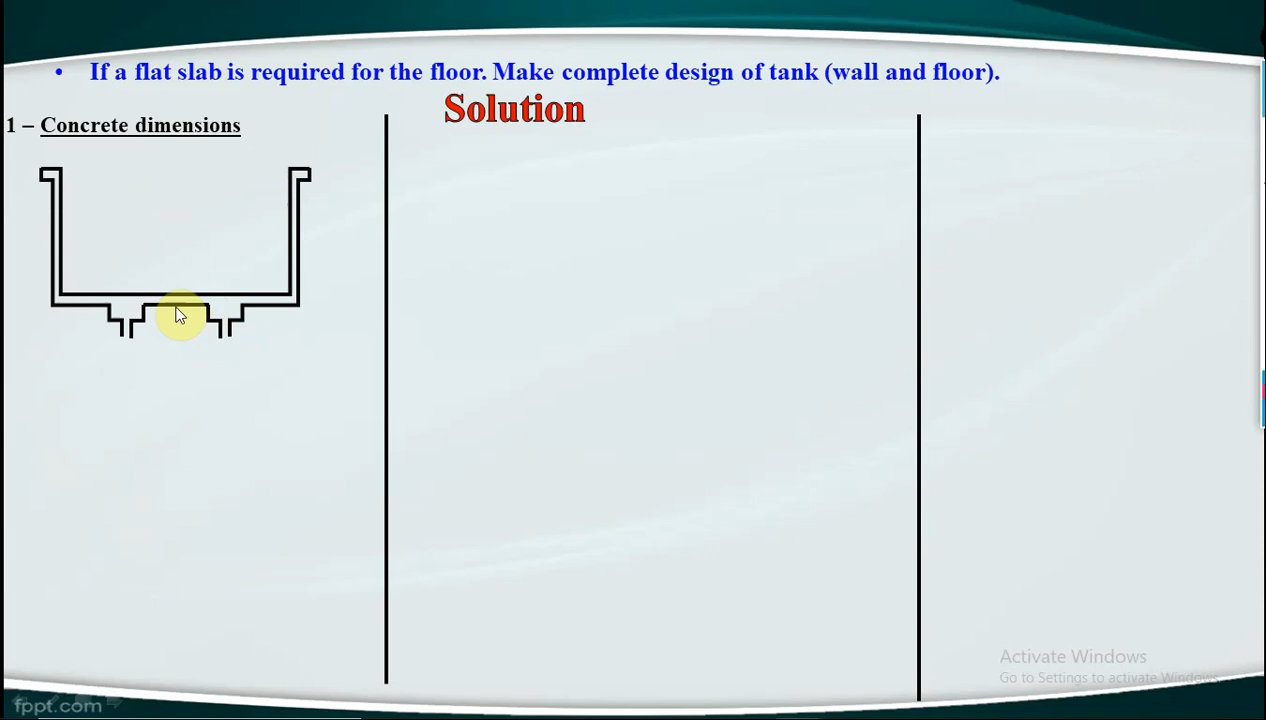 • If a flat slab is required for the floor. Make complete design of tank (wall and floor).
Solution
1 – Concrete dimensions
Activate Windows
Go to Settings to activate Windows.
fppt.com